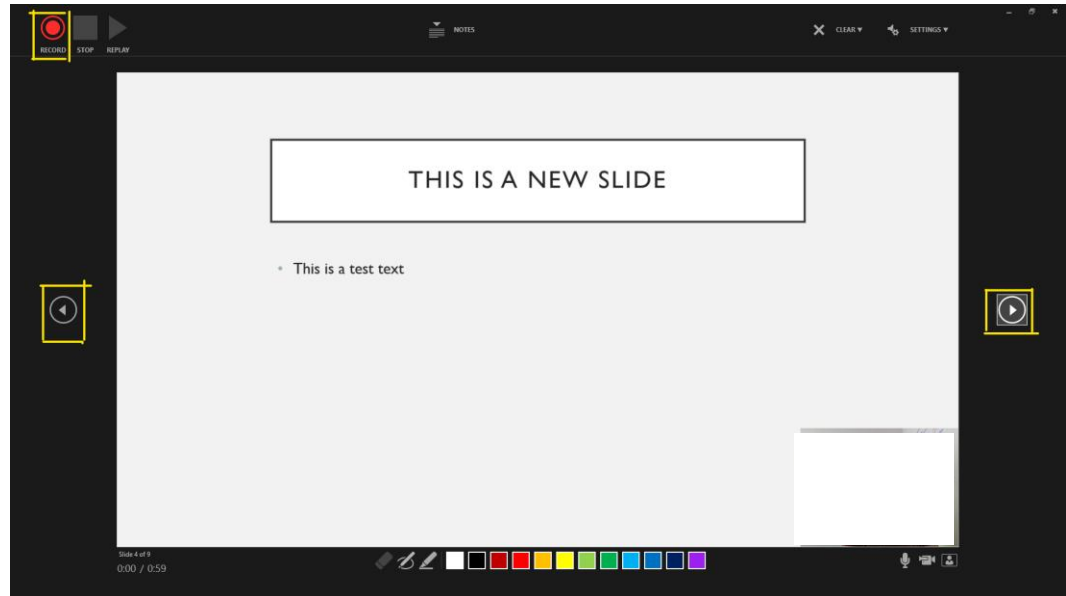 RECORD STOP REPLAY
NOTES
CLEAR SETTINGS
THIS IS A NEW SLIDE
This is a test text
Slide 4 of 9
0:00 / 0:59